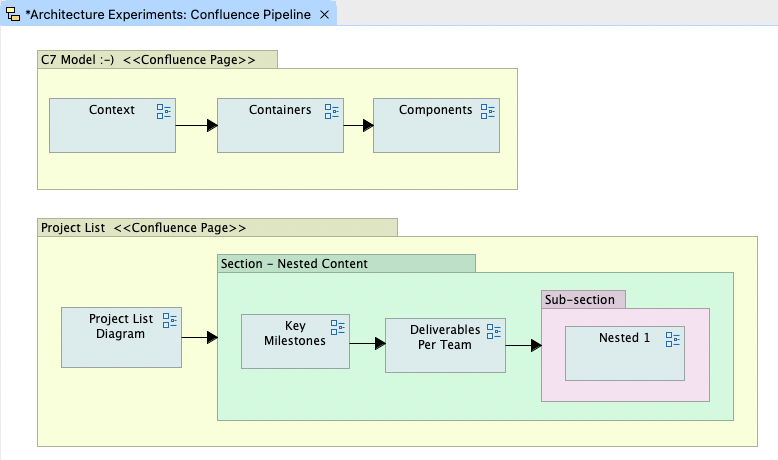 *Architecture Experiments: Confluence Pipeline
C7 Model :-) <<Confluence Page>>
Context
Containers
Components
Project List <<Confluence Page>>
Section - Nested Content
Project List
Diagram
Key
Milestones
Deliverables
Per Team
Sub-section
Nested 1